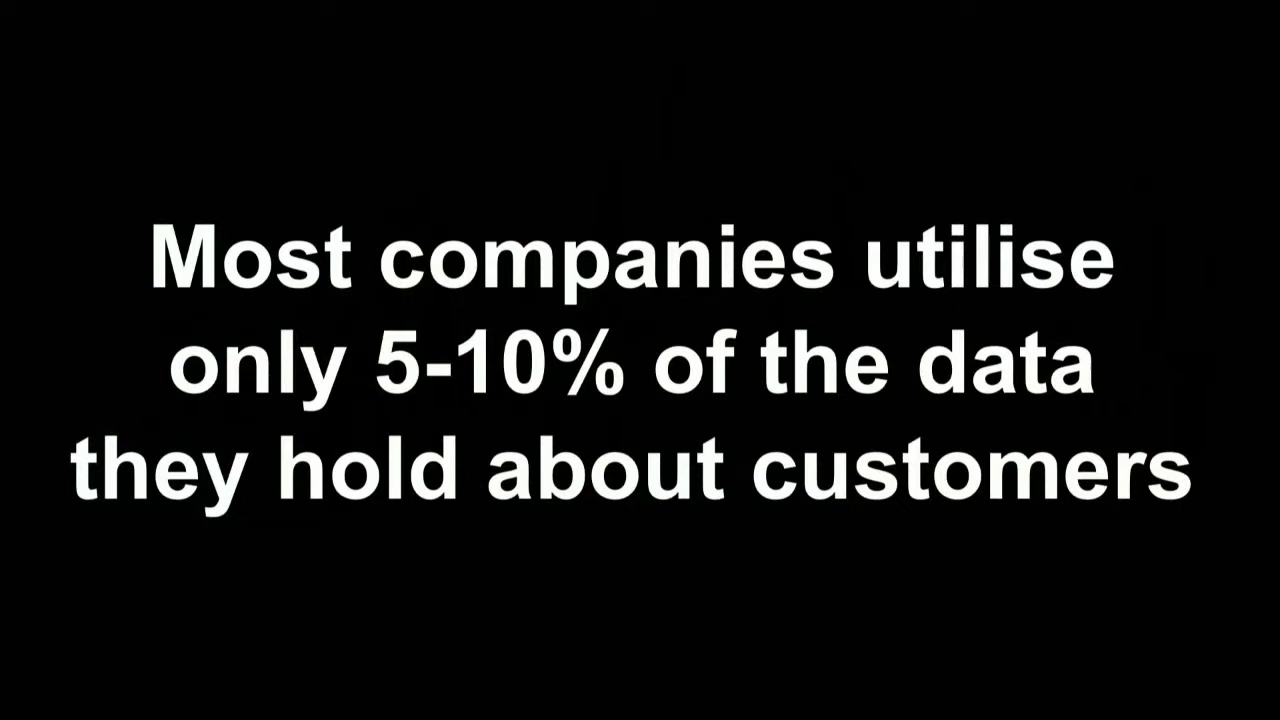 Most companies utilise
only 5-10% of the data
they hold about customers